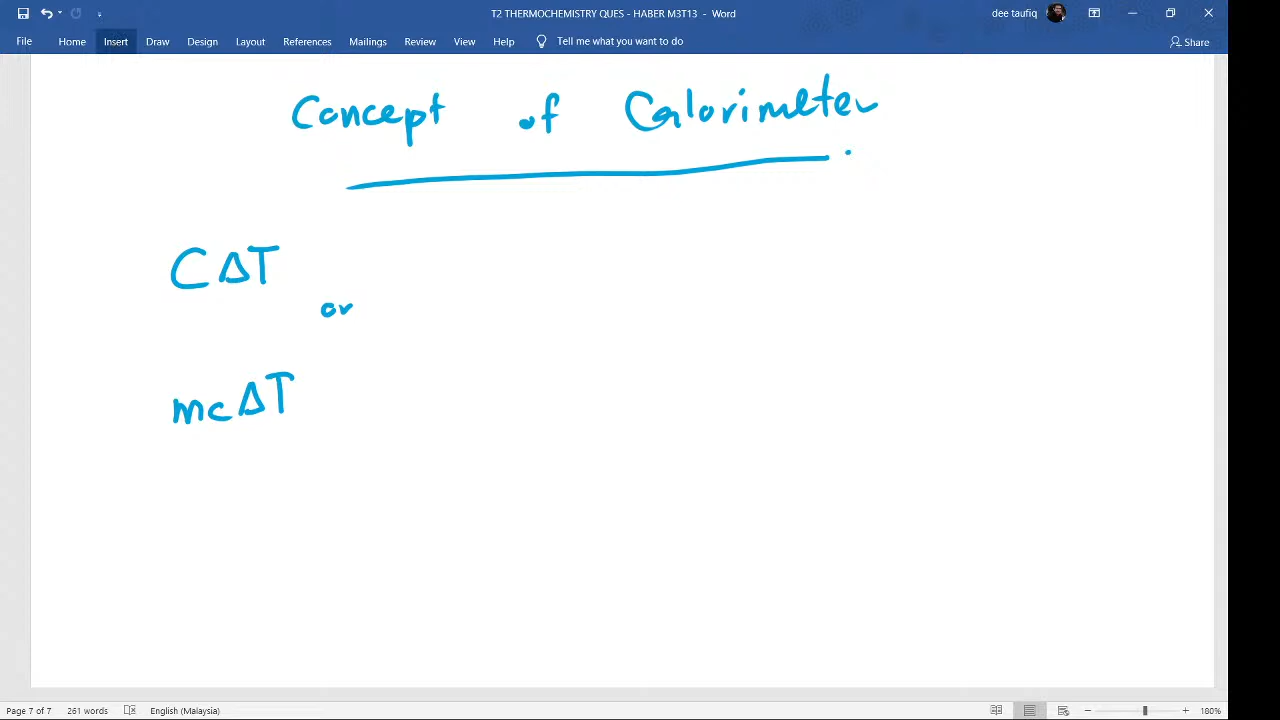 T2 THERMOCHEMISTRY QUES - HABER M3T13 - Word
dee taufiq
File Home Insert Draw Design Layout References Mailings Review View Help Tell me what you want to do
Share
Concept of Calorimeter
CΔT
or
mcΔT
Page 7 of 7 261 words English (Malaysia)
180%